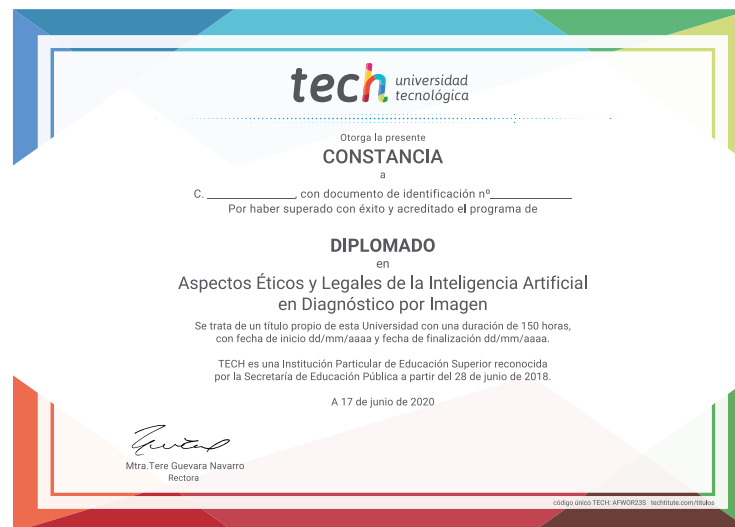 tech universidad
tecnológica
Otorga la presente
CONSTANCIA
a
C. ________________, con documento de identificación nº______________
Por haber superado con éxito y acreditado el programa de
DIPLOMADO
en
Aspectos Éticos y Legales de la Inteligencia Artificial
en Diagnóstico por Imagen
Se trata de un título propio de esta Universidad con una duración de 150 horas,
con fecha de inicio dd/mm/aaaa y fecha de finalización dd/mm/aaaa.
TECH es una Institución Particular de Educación Superior reconocida
por la Secretaría de Educación Pública a partir del 28 de junio de 2018.
A 17 de junio de 2020
Mtra.Tere Guevara Navarro
Rectora
código único TECH: AFWOR23S techtitute.com/titulos